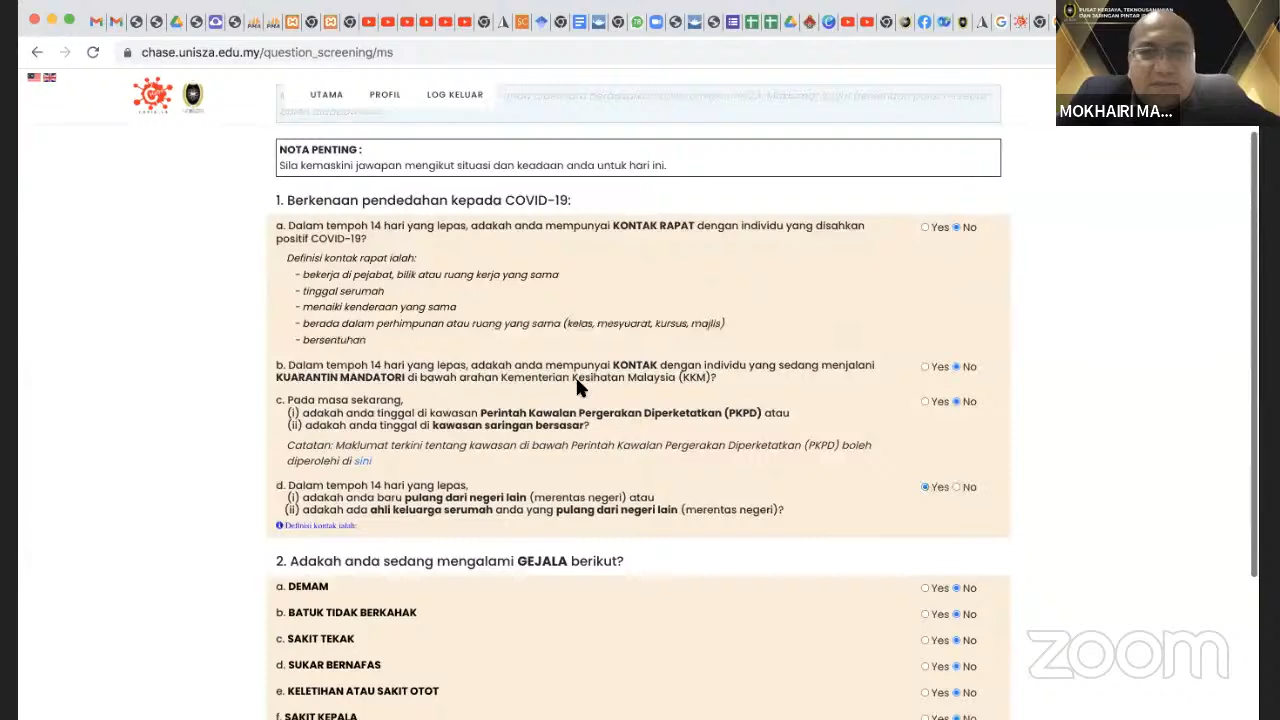 chase.unisza.edu.my/question_screening/ms
PUSAT KERJAYA, TEKNOUSAHAWAN
DAN JARINGAN PINTAR
MOKHAIRI MA...
UTAMA PROFIL LOG KELUAR
NOTA PENTING :
Sila kemaskini jawapan mengikut situasi dan keadaan anda untuk hari ini.
1. Berkenaan pendedahan kepada COVID-19:
a. Dalam tempoh 14 hari yang lepas, adakah anda mempunyai KONTAK RAPAT dengan individu yang disahkan
positif COVID-19?
Yes No
Definisi kontak rapat ialah:
- bekerja di pejabat, bilik atau ruang kerja yang sama
- tinggal serumah
- menaiki kenderaan yang sama
- berada dalam perhimpunan atau ruang yang sama (kelas, mesyuarat, kursus, majlis)
- bersentuhan
b. Dalam tempoh 14 hari yang lepas, adakah anda mempunyai KONTAK dengan individu yang sedang menjalani
KUARANTIN MANDATORI di bawah arahan Kementerian Kesihatan Malaysia (KKM)?
Yes No
c. Pada masa sekarang,
Yes No
(i) adakah anda tinggal di kawasan Perintah Kawalan Pergerakan Diperketatkan (PKPD) atau
(ii) adakah anda tinggal di kawasan saringan bersasar?
Catatan: Maklumat terkini tentang kawasan di bawah Perintah Kawalan Pergerakan Diperketatkan (PKPD) boleh
diperolehi di sini
d. Dalam tempoh 14 hari yang lepas,
Yes No
(i) adakah anda baru pulang dari negeri lain (merentas negeri) atau
(ii) adakah ada ahli keluarga serumah anda yang pulang dari negeri lain (merentas negeri)?
Definisi kontak ialah:
2. Adakah anda sedang mengalami GEJALA berikut?
a. DEMAM Yes No
b. BATUK TIDAK BERKAHAK Yes No
c. SAKIT TEKAK Yes No
d. SUKAR BERNAFAS Yes No
e. KELETIHAN ATAU SAKIT OTOT Yes No
f. SAKIT KEPALA Yes No
zoom